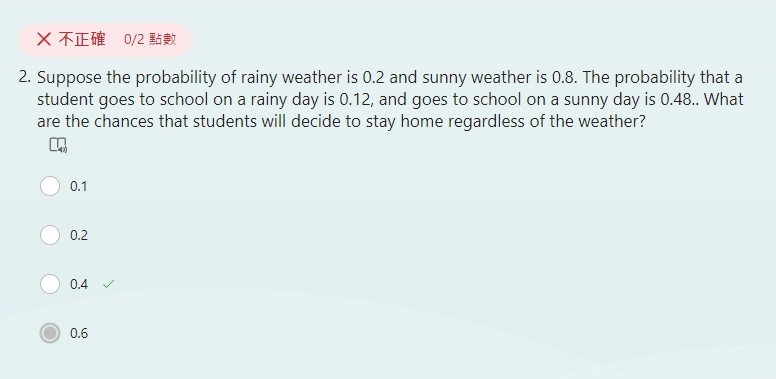 不正確 0/2 點數
2. Suppose the probability of rainy weather is 0.2 and sunny weather is 0.8. The probability that a
student goes to school on a rainy day is 0.12, and goes to school on a sunny day is 0.48.. What
are the chances that students will decide to stay home regardless of the weather?
0.1
0.2
0.4
0.6